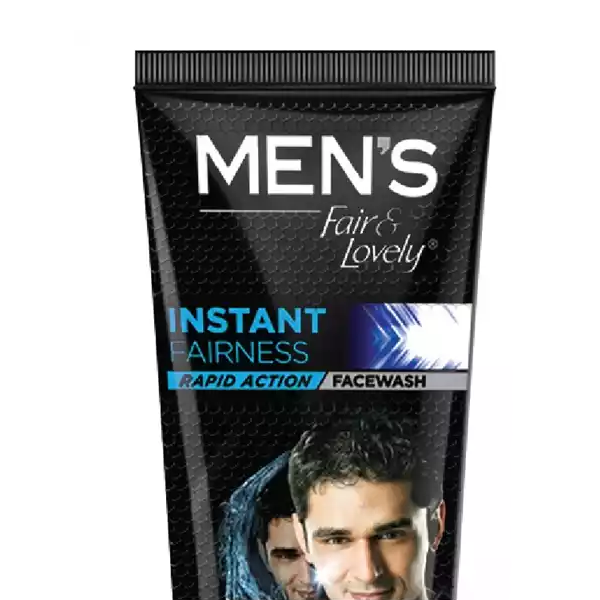 MEN'S
Fair &
Lovely®
INSTANT
FAIRNESS
RAPID ACTION / FACEWASH